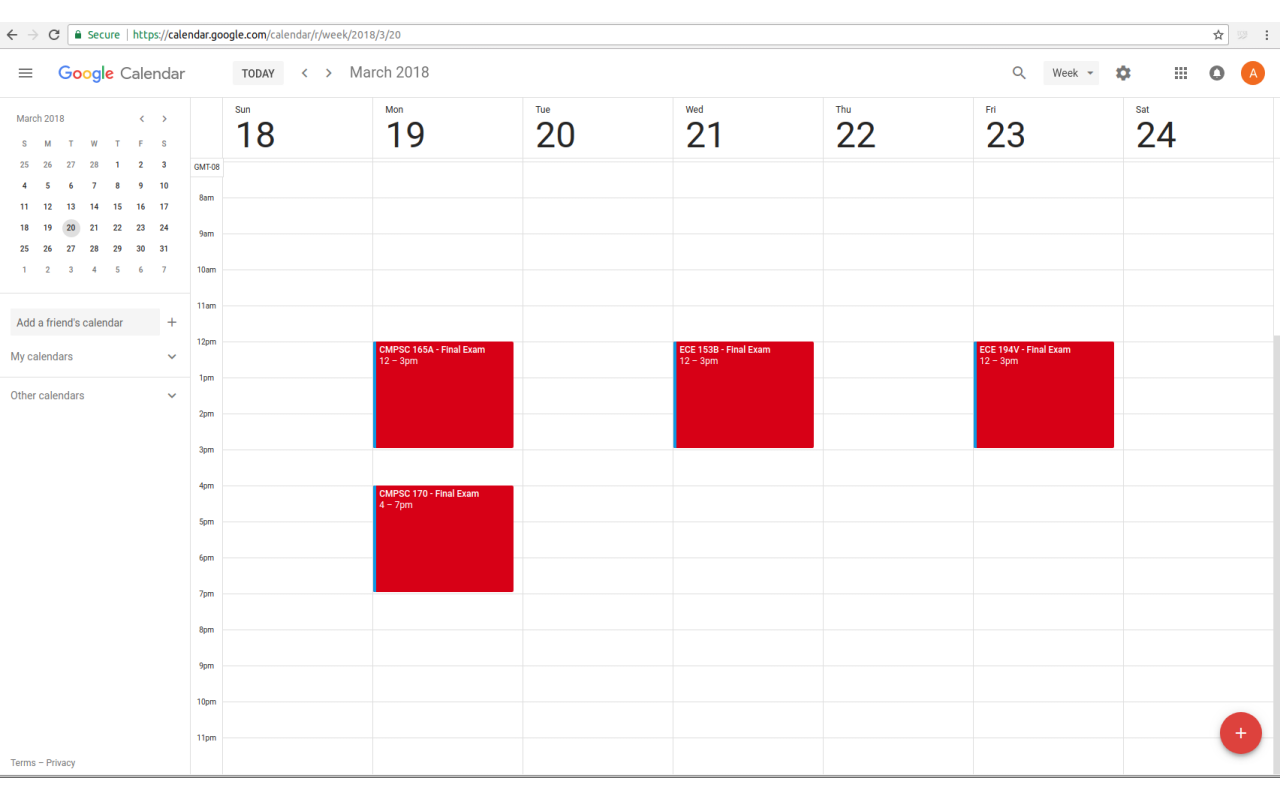 Secure | https://calendar.google.com/calendar/r/week/2018/3/20
Google Calendar
TODAY
March 2018
Week
A
March 2018
S M T W T F S
25 26 27 28 1 2 3
4 5 6 7 8 9 10
11 12 13 14 15 16 17
18 19 20 21 22 23 24
25 26 27 28 29 30 31
1 2 3 4 5 6 7
Add a friend's calendar
My calendars
Other calendars
Terms – Privacy
Sun Mon Tue Wed Thu Fri Sat
18 19 20 21 22 23 24
GMT-08
8am
9am
10am
11am
12pm
1pm
2pm
3pm
4pm
5pm
6pm
7pm
8pm
9pm
10pm
11pm
CMPSC 165A - Final Exam
12 – 3pm
CMPSC 170 - Final Exam
4 – 7pm
ECE 153B - Final Exam
12 – 3pm
ECE 194V - Final Exam
12 – 3pm